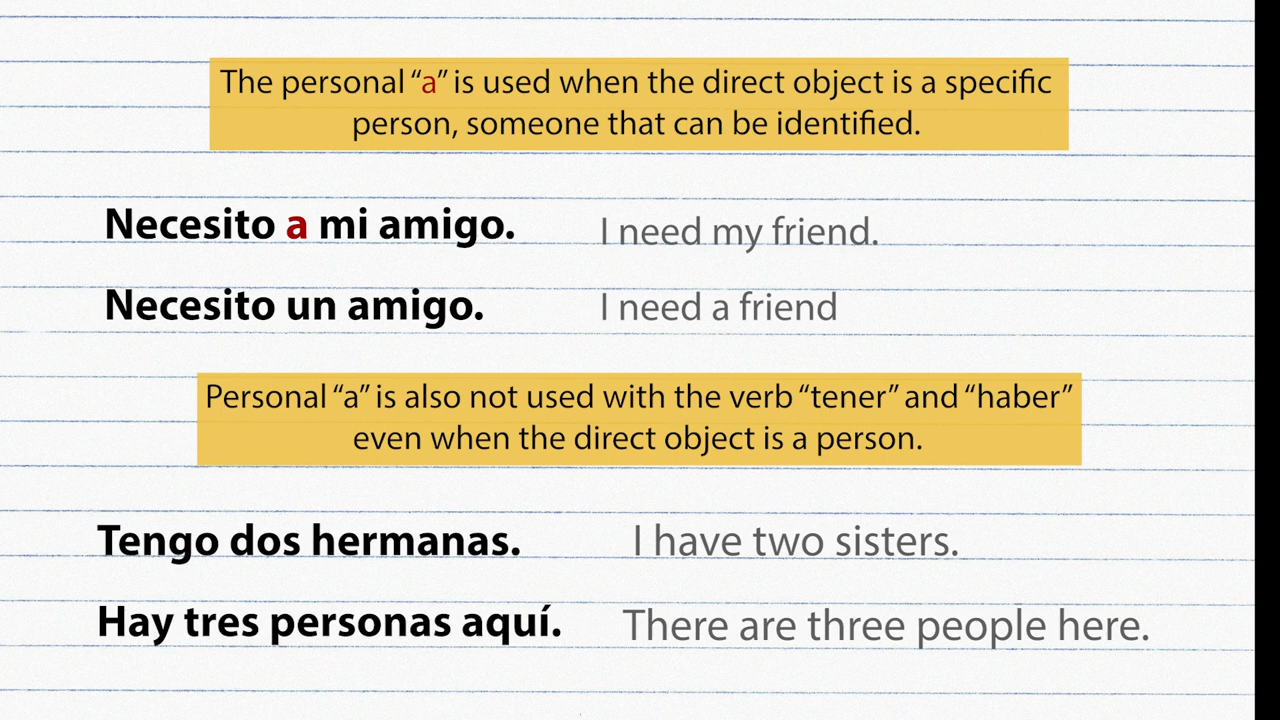 The personal “a” is used when the direct object is a specific
person, someone that can be identified.
Necesito a mi amigo. I need my friend.
Necesito un amigo. I need a friend
Personal “a” is also not used with the verb “tener” and “haber”
even when the direct object is a person.
Tengo dos hermanas. I have two sisters.
Hay tres personas aquí. There are three people here.